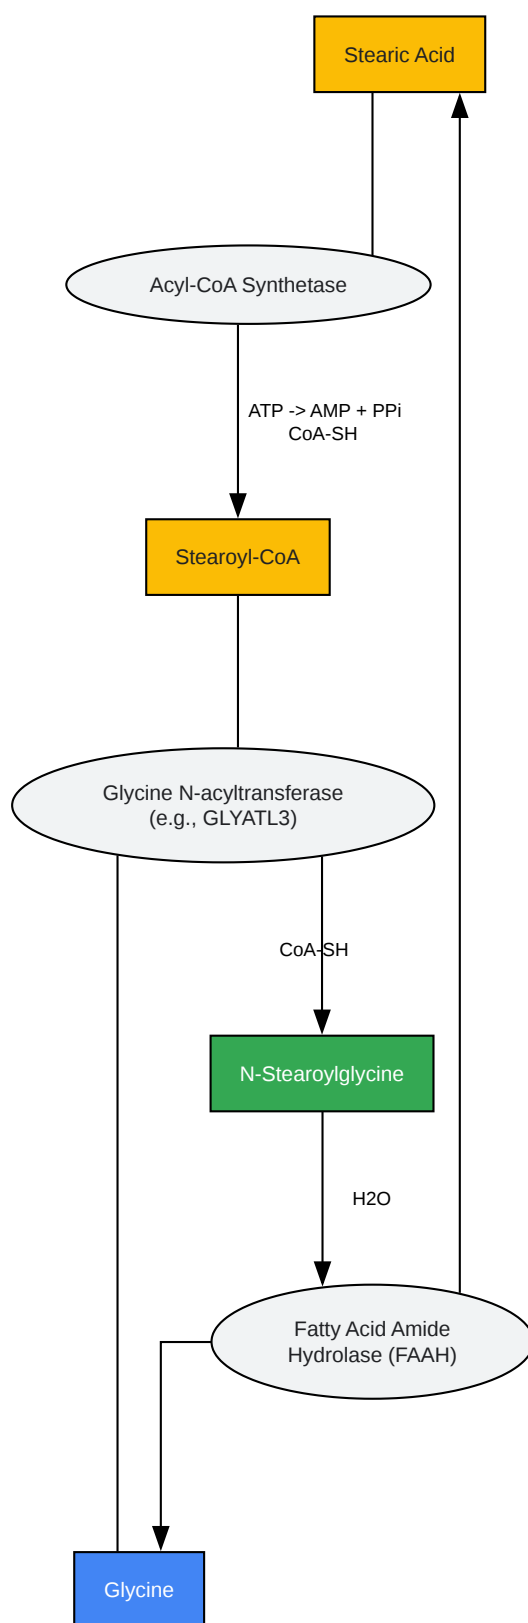 Stearic Acid
Acyl-CoA Synthetase
ATP -> AMP + PPi
CoA-SH
Stearoyl-CoA
Glycine N-acyltransferase
(e.g., GLYATL3)
CoA-SH
N-Stearoylglycine
H2O
Fatty Acid Amide
Hydrolase (FAAH)
Glycine